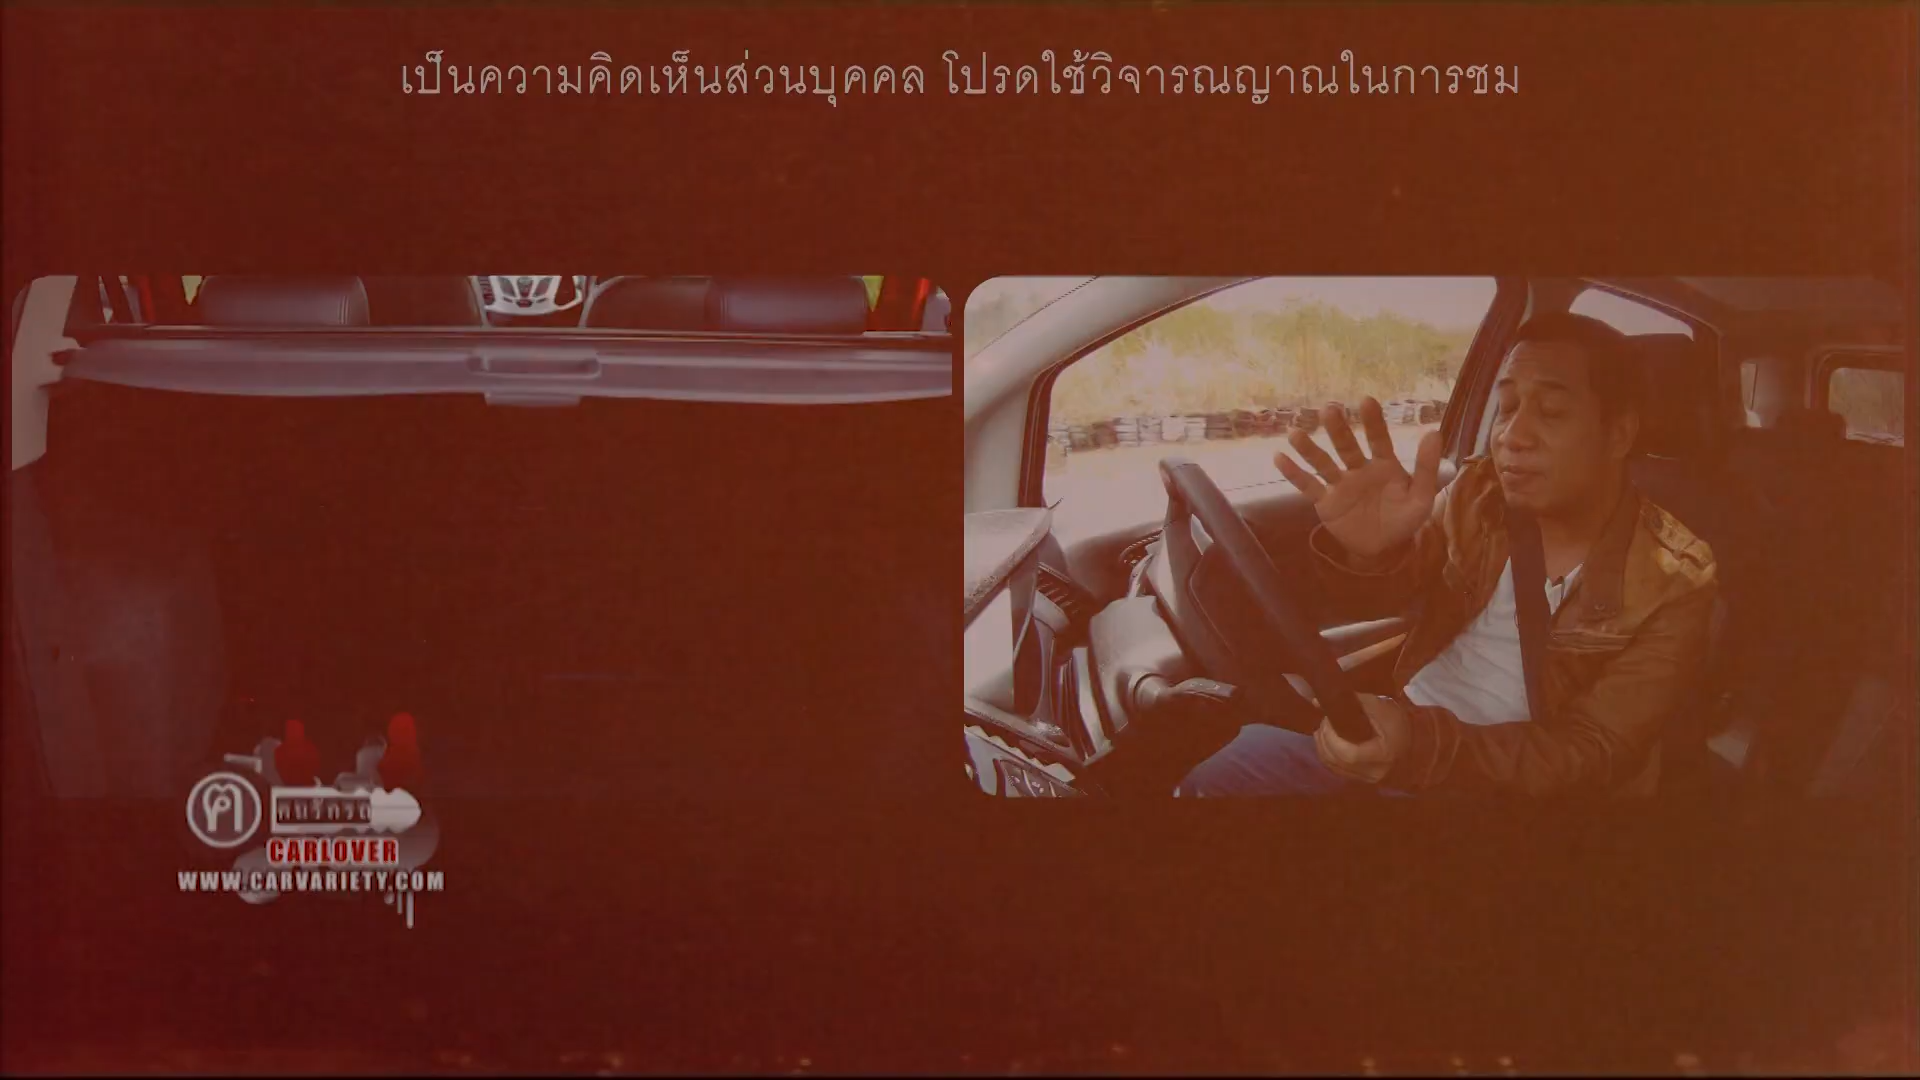 เป็นความคิดเห็นส่วนบุคคล โปรดใช้วิจารณญาณในการชม
ฅ
ฅนรักรถ
CARLOVER
WWW.CARVARIETY.COM